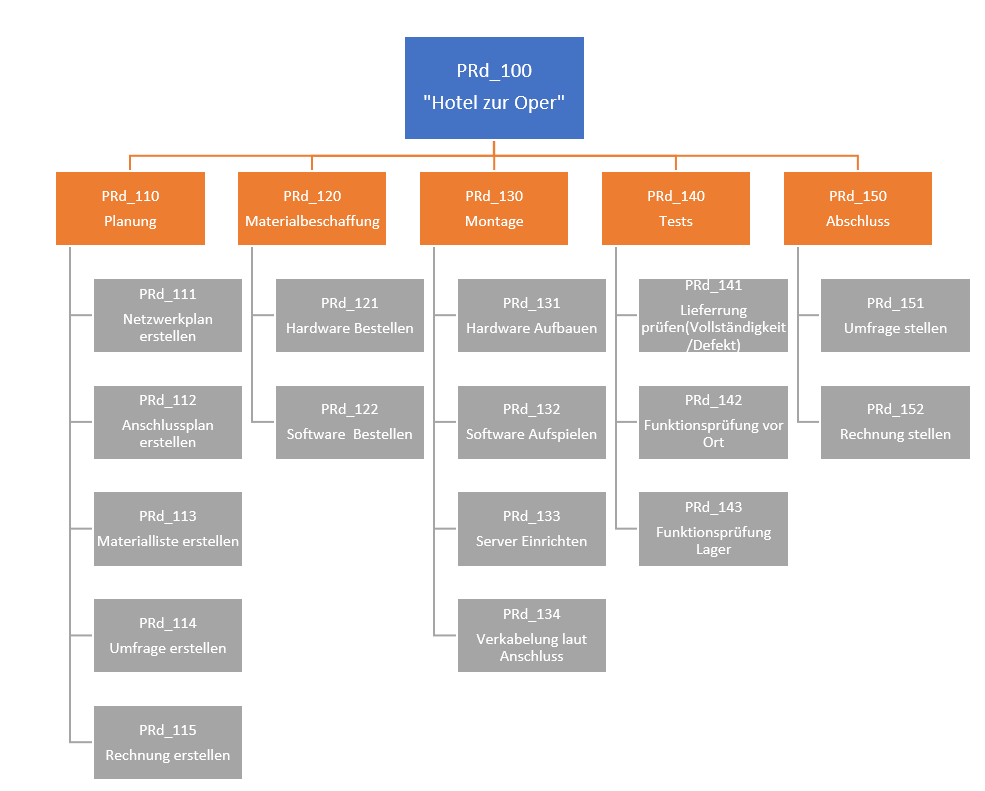 PRd_100
"Hotel zur Oper"
PRd_110
Planung
PRd_120
Materialbeschaffung
PRd_130
Montage
PRd_140
Tests
PRd_150
Abschluss
PRd_111
Netzwerkplan
erstellen
PRd_112
Anschlussplan
erstellen
PRd_113
Materialliste erstellen
PRd_114
Umfrage erstellen
PRd_115
Rechnung erstellen
PRd_121
Hardware Bestellen
PRd_122
Software  Bestellen
PRd_131
Hardware Aufbauen
PRd_132
Software Aufspielen
PRd_133
Server Einrichten
PRd_134
Verkabelung laut
Anschluss
PRd_141
Lieferrung
prüfen(Vollständigkeit
/Defekt)
PRd_142
Funktionsprüfung vor
Ort
PRd_143
Funktionsprüfung
Lager
PRd_151
Umfrage stellen
PRd_152
Rechnung stellen